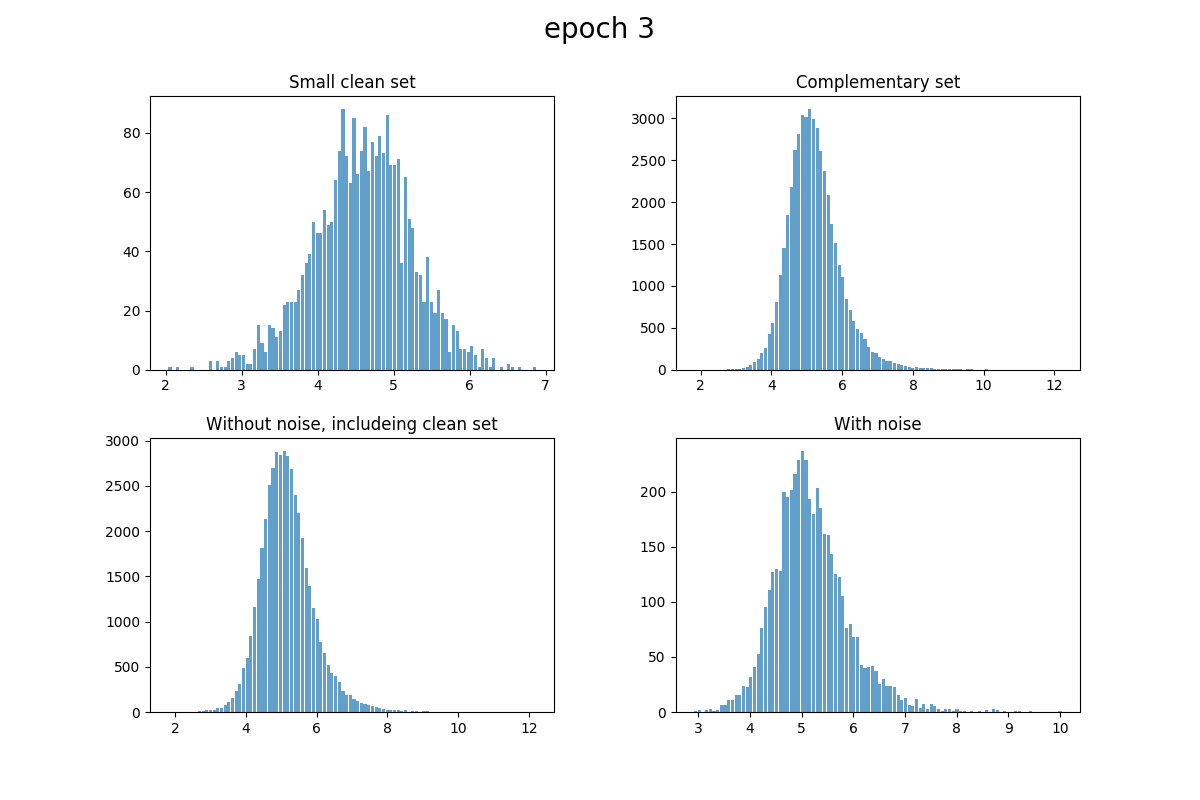 epoch 3
Small clean set
80
60
40
20
0
2 3 4 5 6 7
Complementary set
3000
2500
2000
1500
1000
500
0
2 4 6 8 10 12
Without noise, includeing clean set
3000
2500
2000
1500
1000
500
0
2 4 6 8 10 12
With noise
200
150
100
50
0
3 4 5 6 7 8 9 10